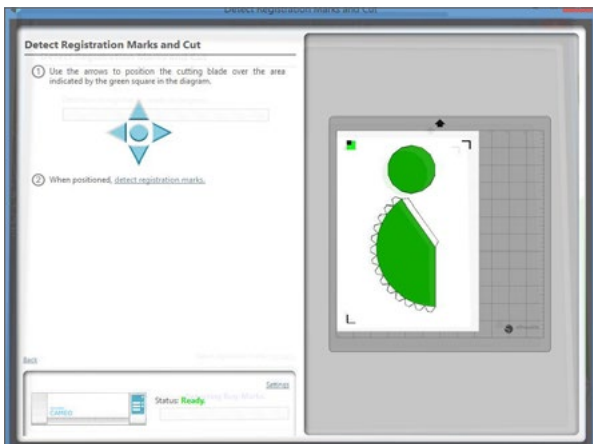 Detect Registration Marks and Cut
Detect Registration Marks and Cut
1 Use the arrows to position the cutting blade over the area
indicated by the green square in the diagram.
2 When positioned, detect registration marks.
Back
Settings
Status: Ready.
CAMEO